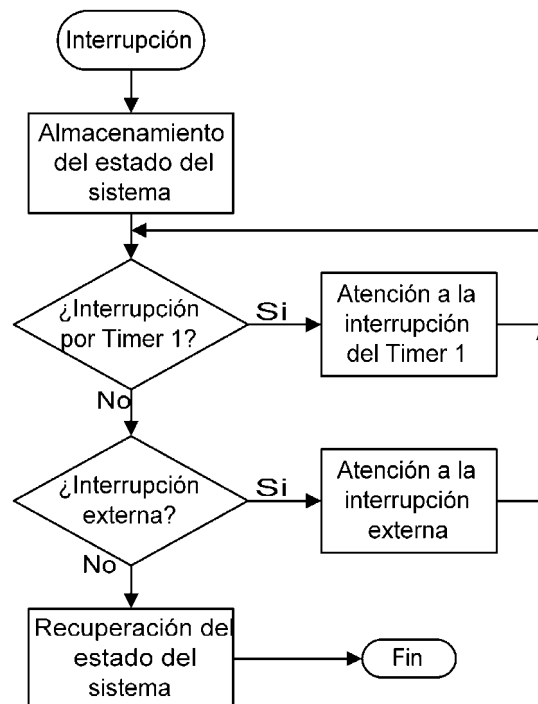 Interrupción
Almacenamiento
del estado del
sistema
¿Interrupción
por Timer 1?
Si
Atención a la
interrupción
del Timer 1
No
¿Interrupción
externa?
Si
Atención a la
interrupción
externa
No
Recuperación del
estado del
sistema
Fin